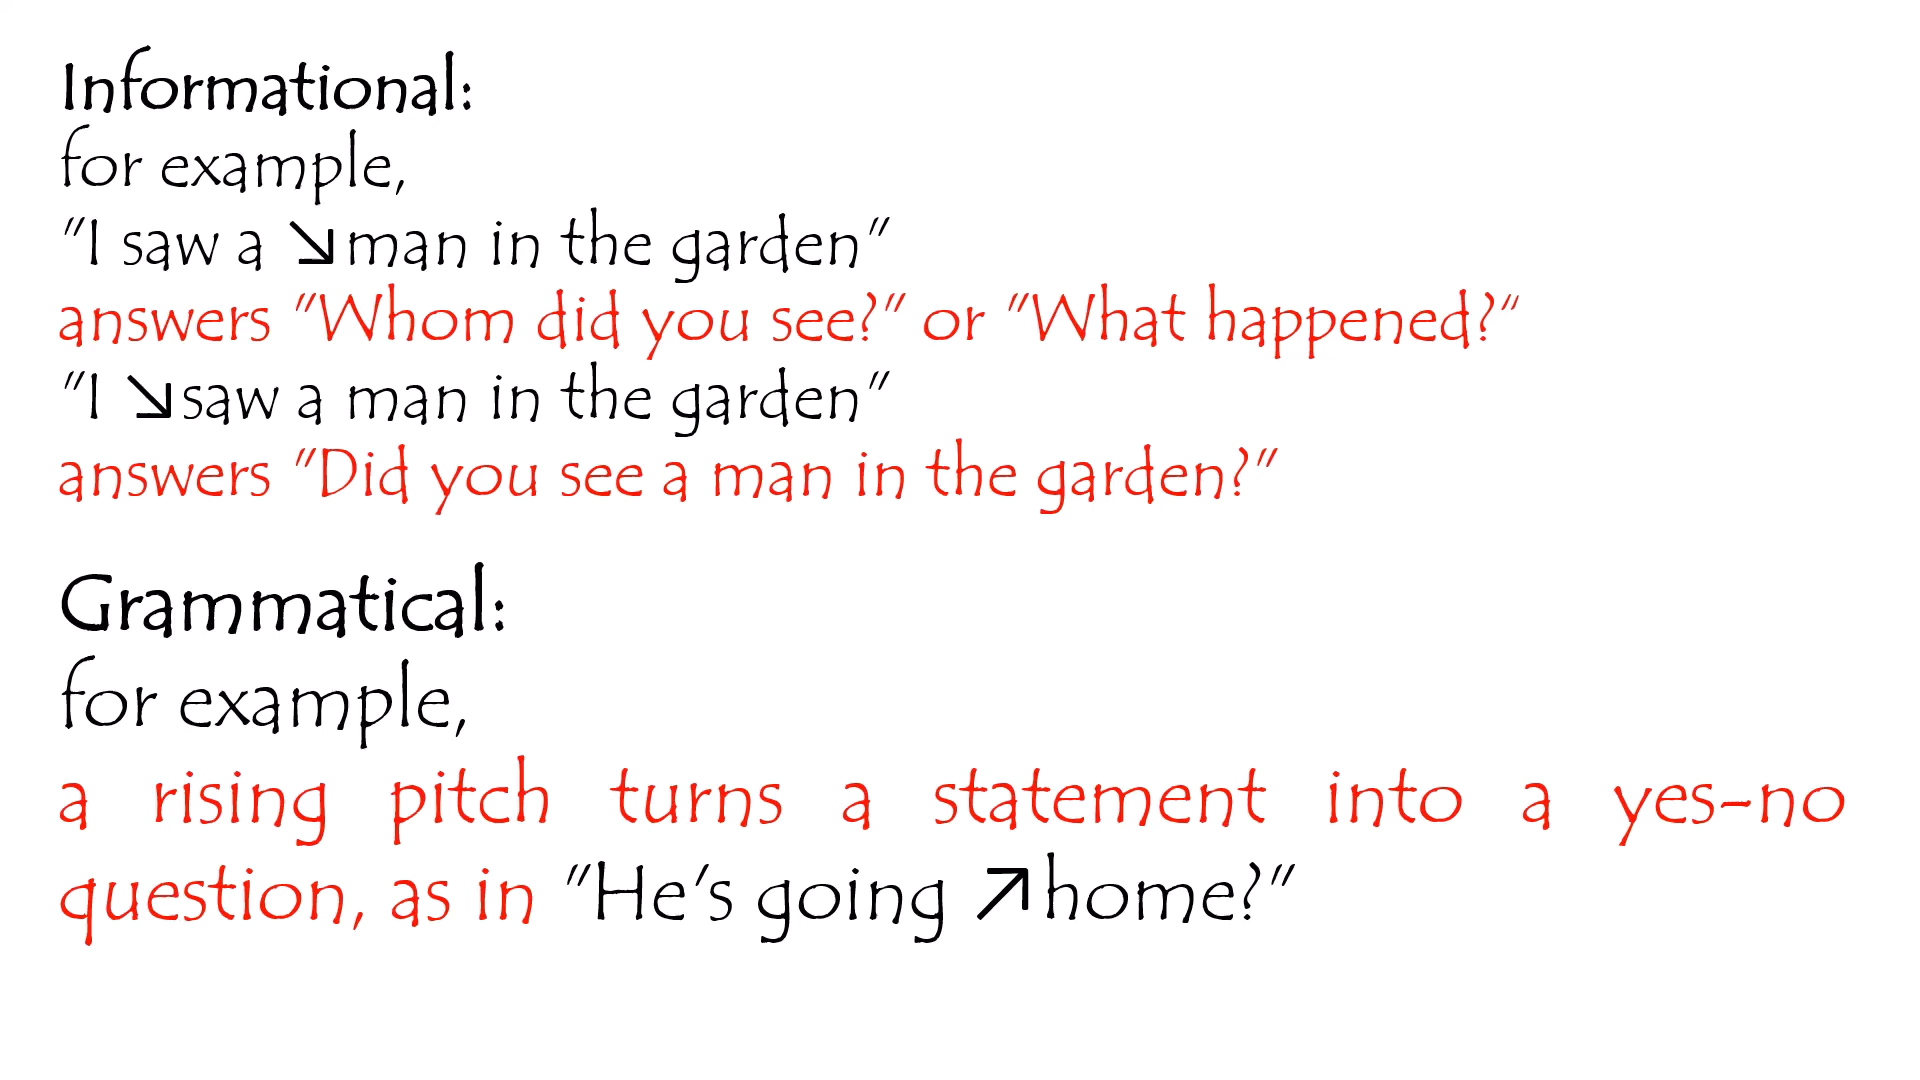 Informational:
for example,
"I saw a ↘man in the garden"
answers "Whom did you see?" or "What happened?"
"I ↘saw a man in the garden"
answers "Did you see a man in the garden?"
Grammatical:
for example,
a rising pitch turns a statement into a yes-no
question, as in "He's going ↗home?"